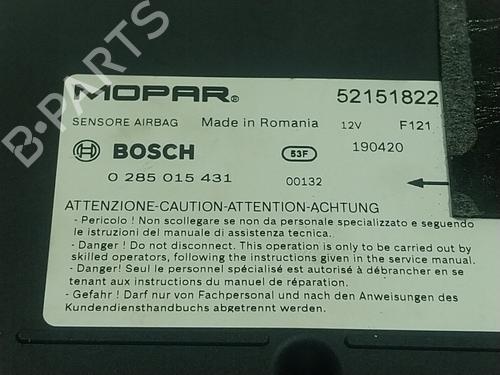 MOPAR®
52151822
SENSORE AIRBAG Made in Romania 12V F121
BOSCH 53F 190420
0 285 015 431 00132
ATTENZIONE-CAUTION-ATTENTION-ACHTUNG
- Pericolo ! Non scollegare se non da personale specializzato e seguendo
le istruzioni del manuale di assistenza tecnica.
- Danger ! Do not disconnect. This operation is only to be carried out by
skilled operators, following the instructions given in the service manual.
- Danger! Seul le personnel spécialisé est autorisé à débrancher en se
tenant aux instructions du manuel de réparation.
- Gefahr ! Darf nur von Fachpersonal und nach den Anweisungen des
Kundendiensthandbuchs abgetrennt werden.
B-PARTS